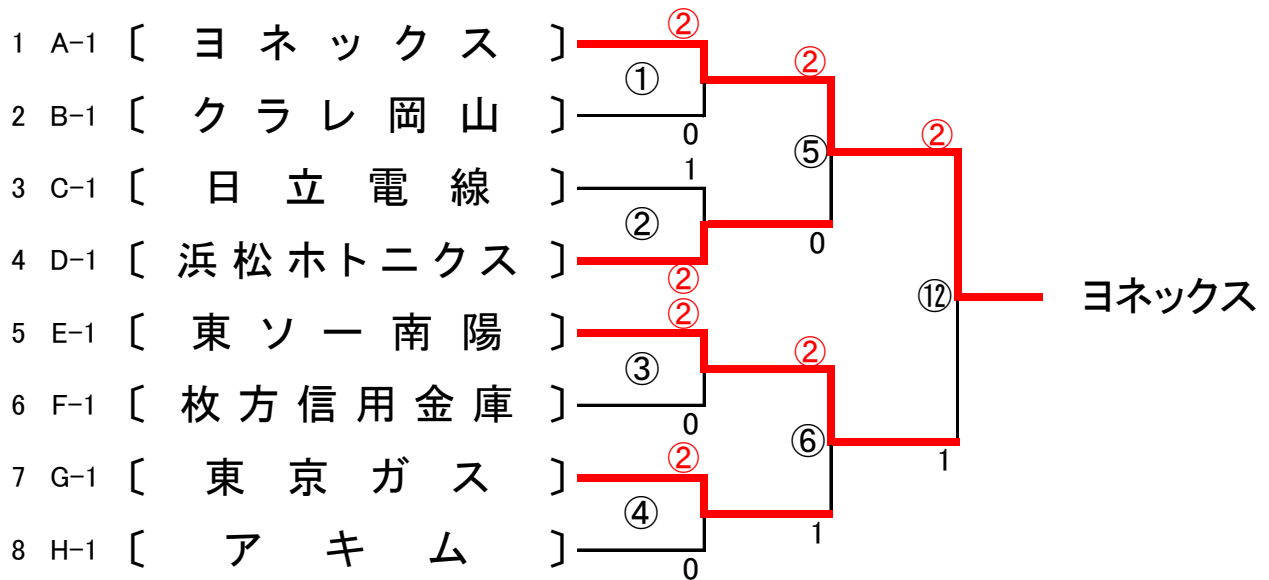 ②
1 A-1 〔 ヨネックス 〕
②
①
2 B-1 〔 クラレ岡山 〕
0
②
⑤
1
3 C-1 〔 日立電線 〕
②
0
4 D-1 〔 浜松ホトニクス 〕
②
⑫
ヨネックス
②
5 E-1 〔 東ソー南陽 〕
②
③
6 F-1 〔 枚方信用金庫 〕
0
⑥
1
②
7 G-1 〔 東京ガス 〕
④
1
8 H-1 〔 アキム 〕
0